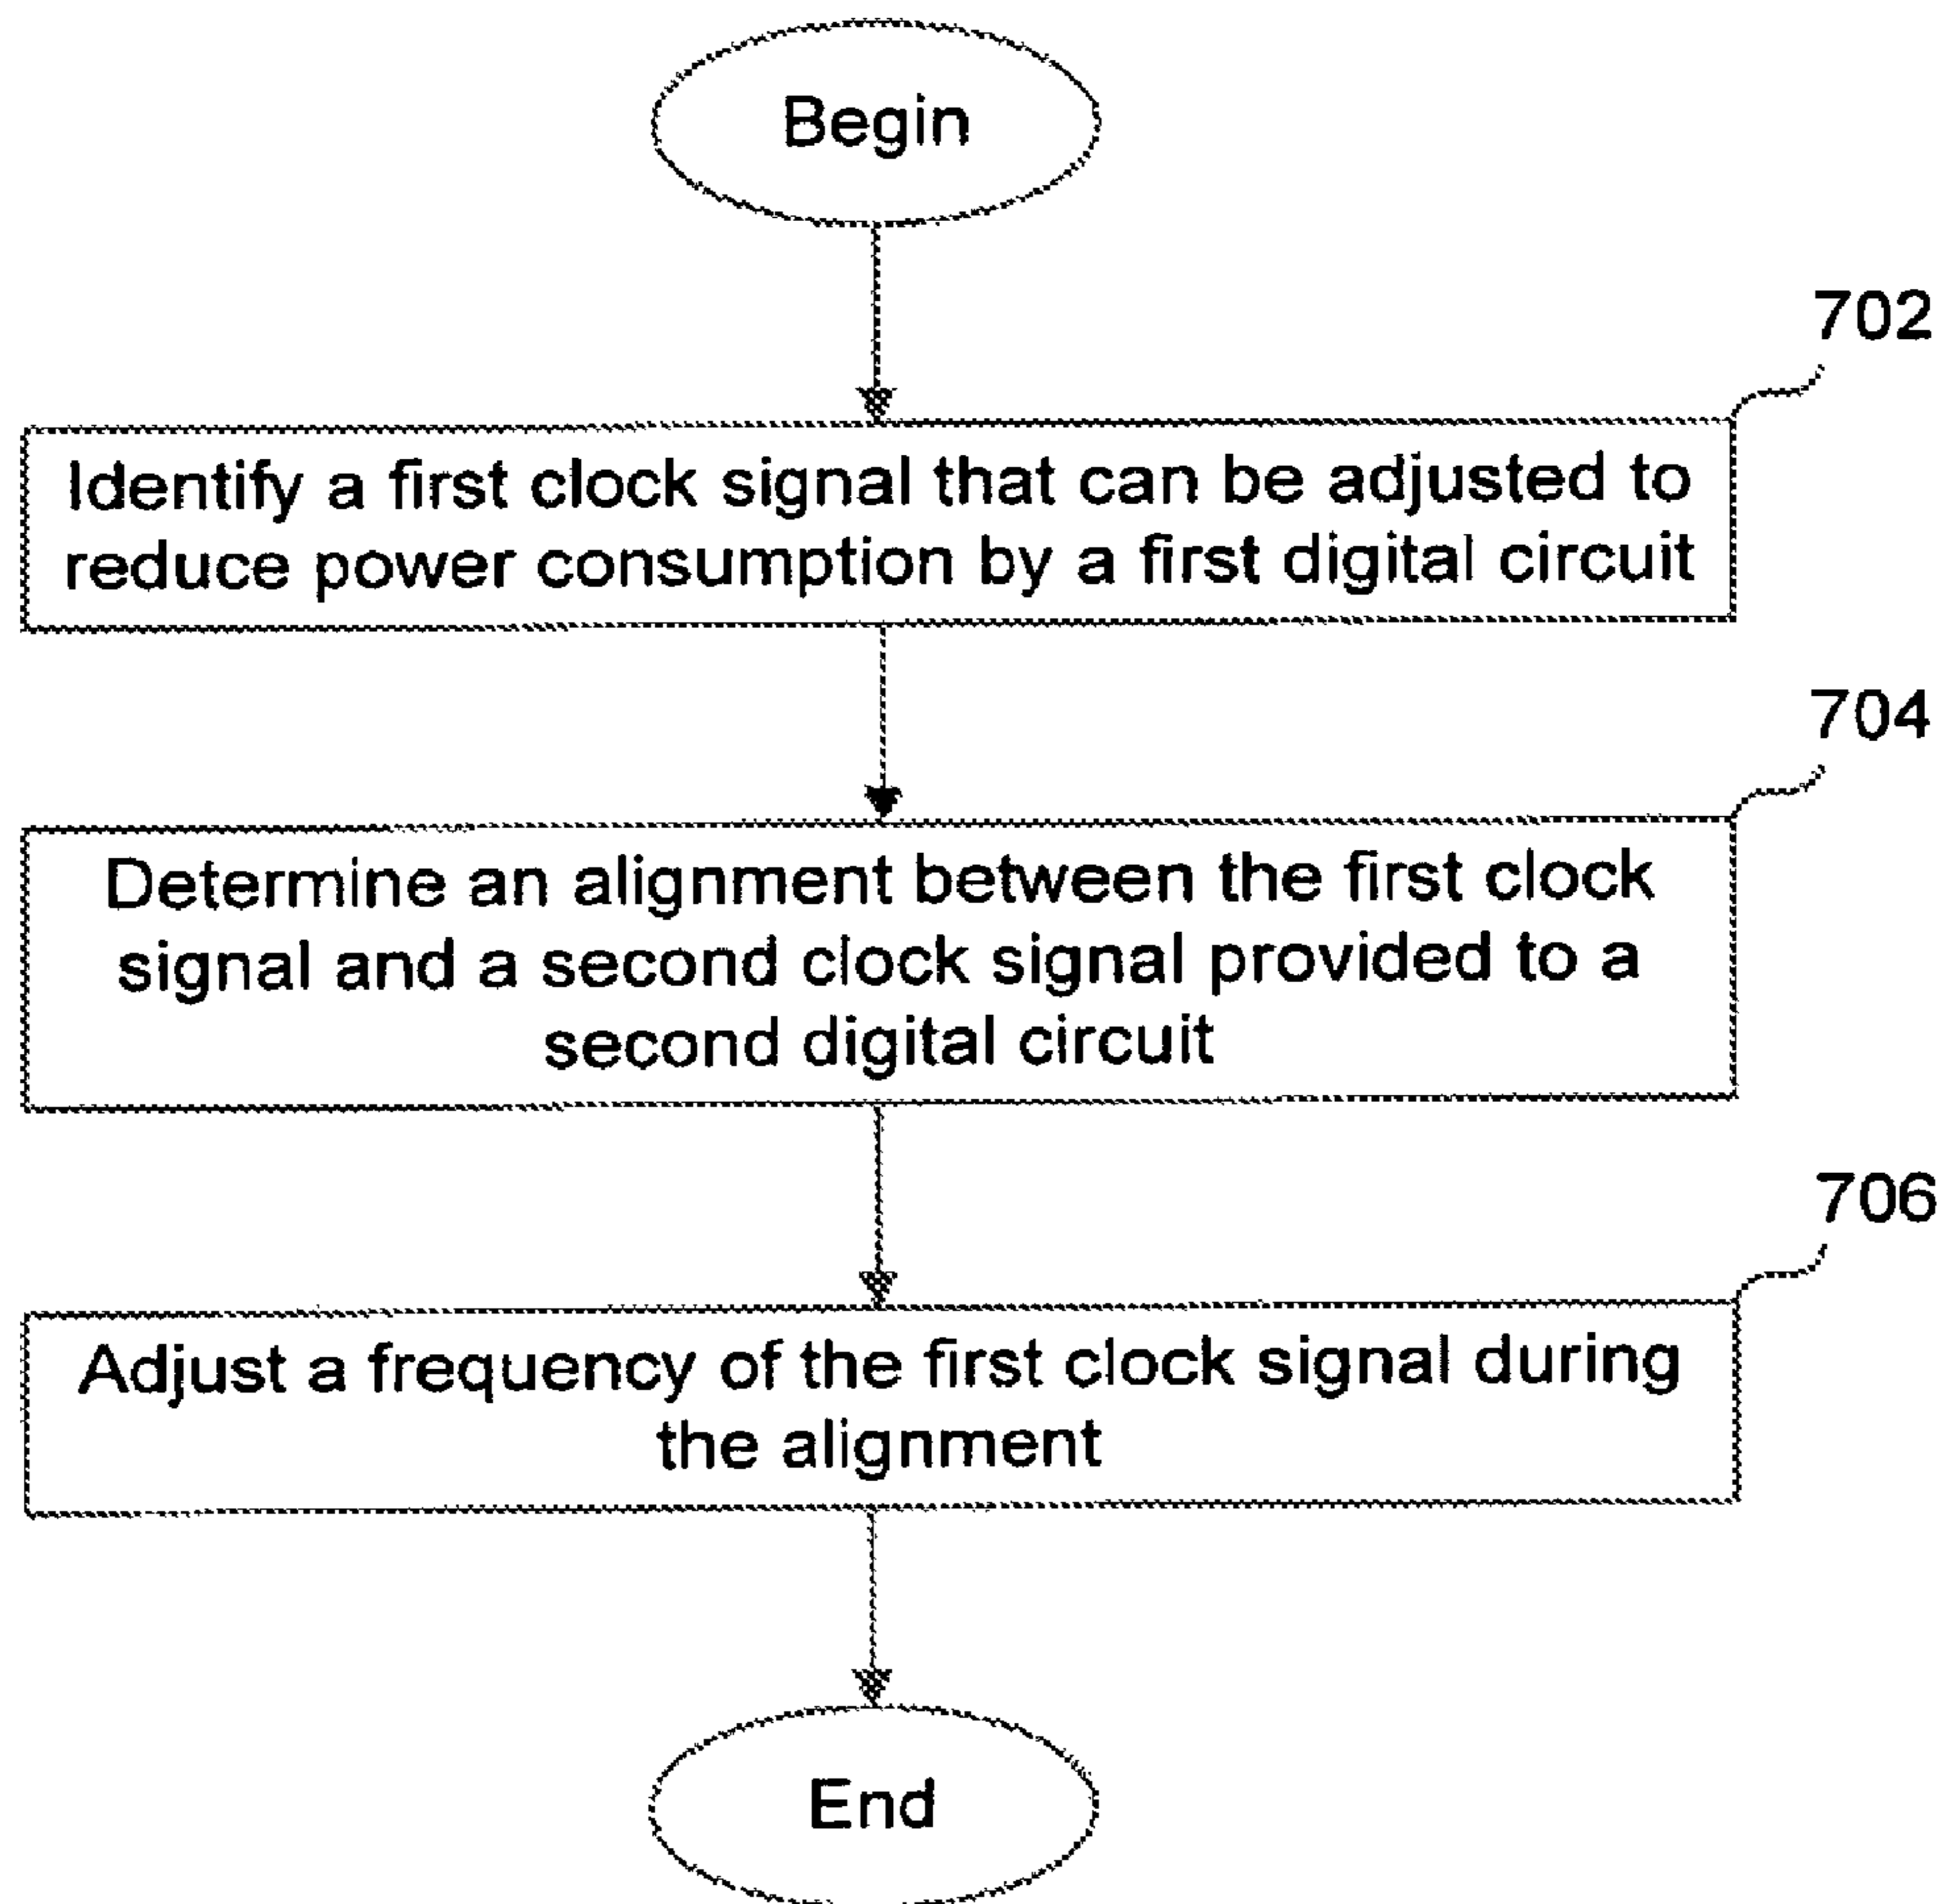 Begin
702
Identify a first clock signal that can be adjusted to
reduce power consumption by a first digital circuit
704
Determine an alignment between the first clock
signal and a second clock signal provided to a
second digital circuit
706
Adjust a frequency of the first clock signal during
the alignment
End